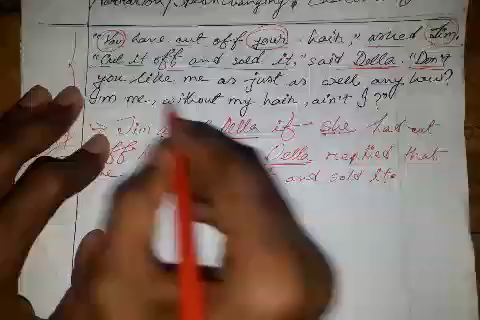 "You have cut off your hair," asked Jim.
"Cut it off and sold it," said Della. "Don't
you like me as just as well any how?
I'm me, without my hair, ain't I?"
⇒ Jim Della if she had cut
off Della replied that
and sold it.